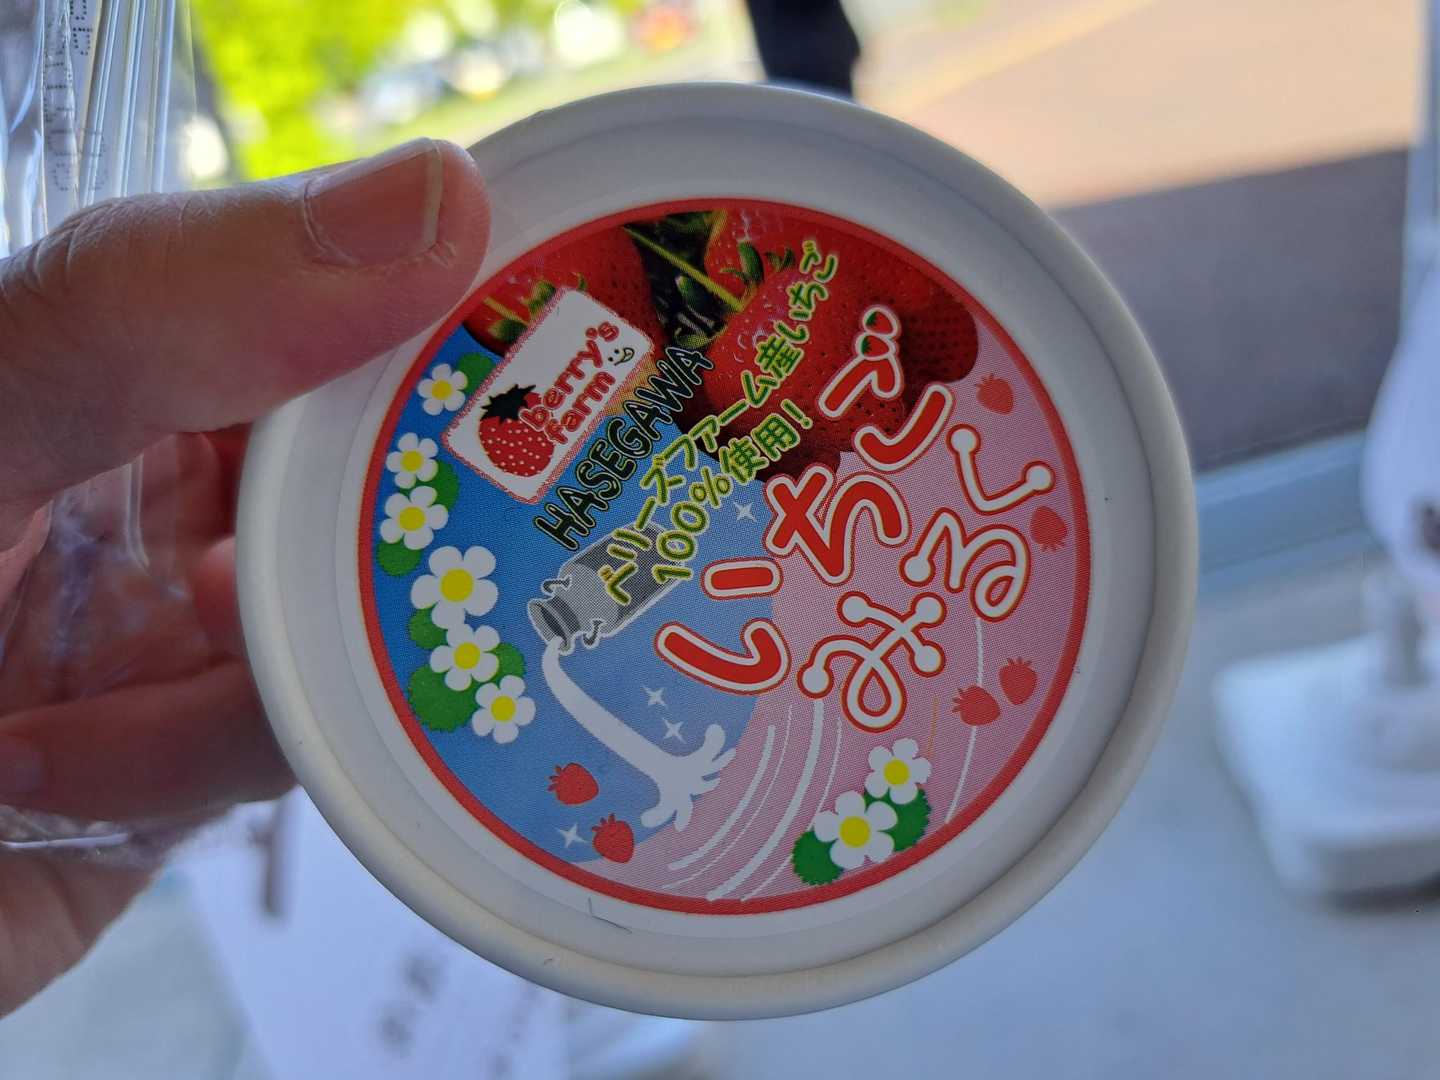 berry's
farm
HASEGAWA
ベリーズファーム産いちご
100%使用!
いちご
みるく